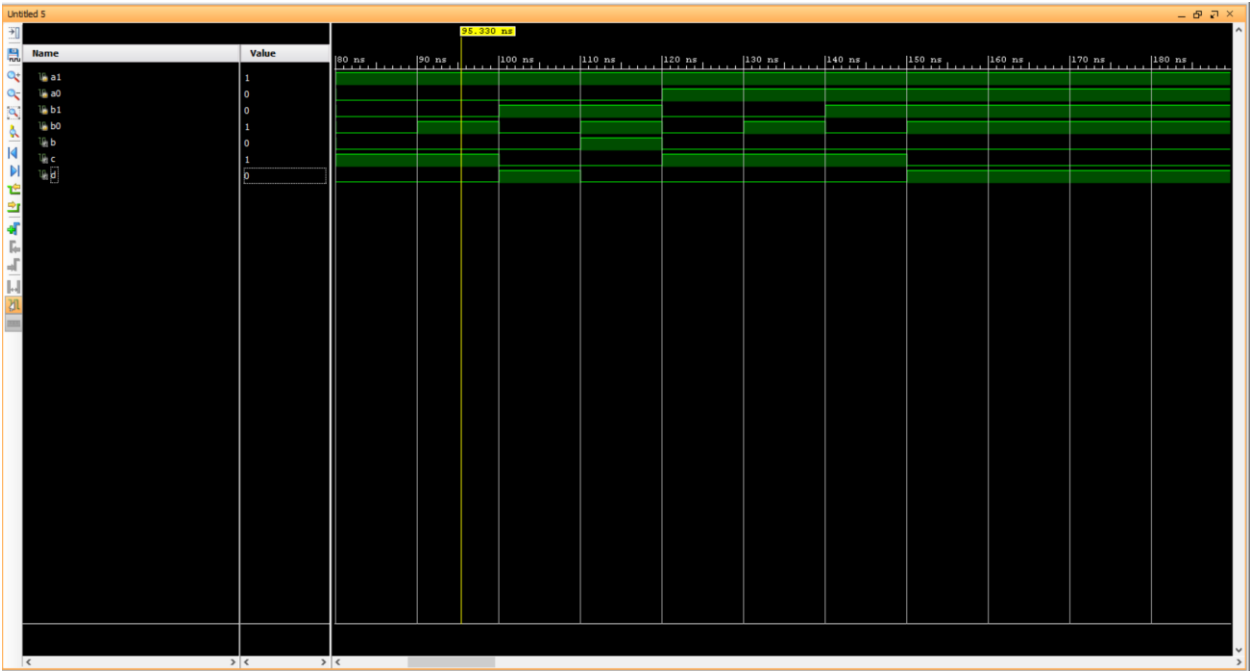 Untitled 5
95.330 ns
Name Value
80 ns 90 ns 100 ns 110 ns 120 ns 130 ns 140 ns 150 ns 160 ns 170 ns 180 ns
a1 1
a0 0
b1 0
b0 1
b 0
c 1
d 0